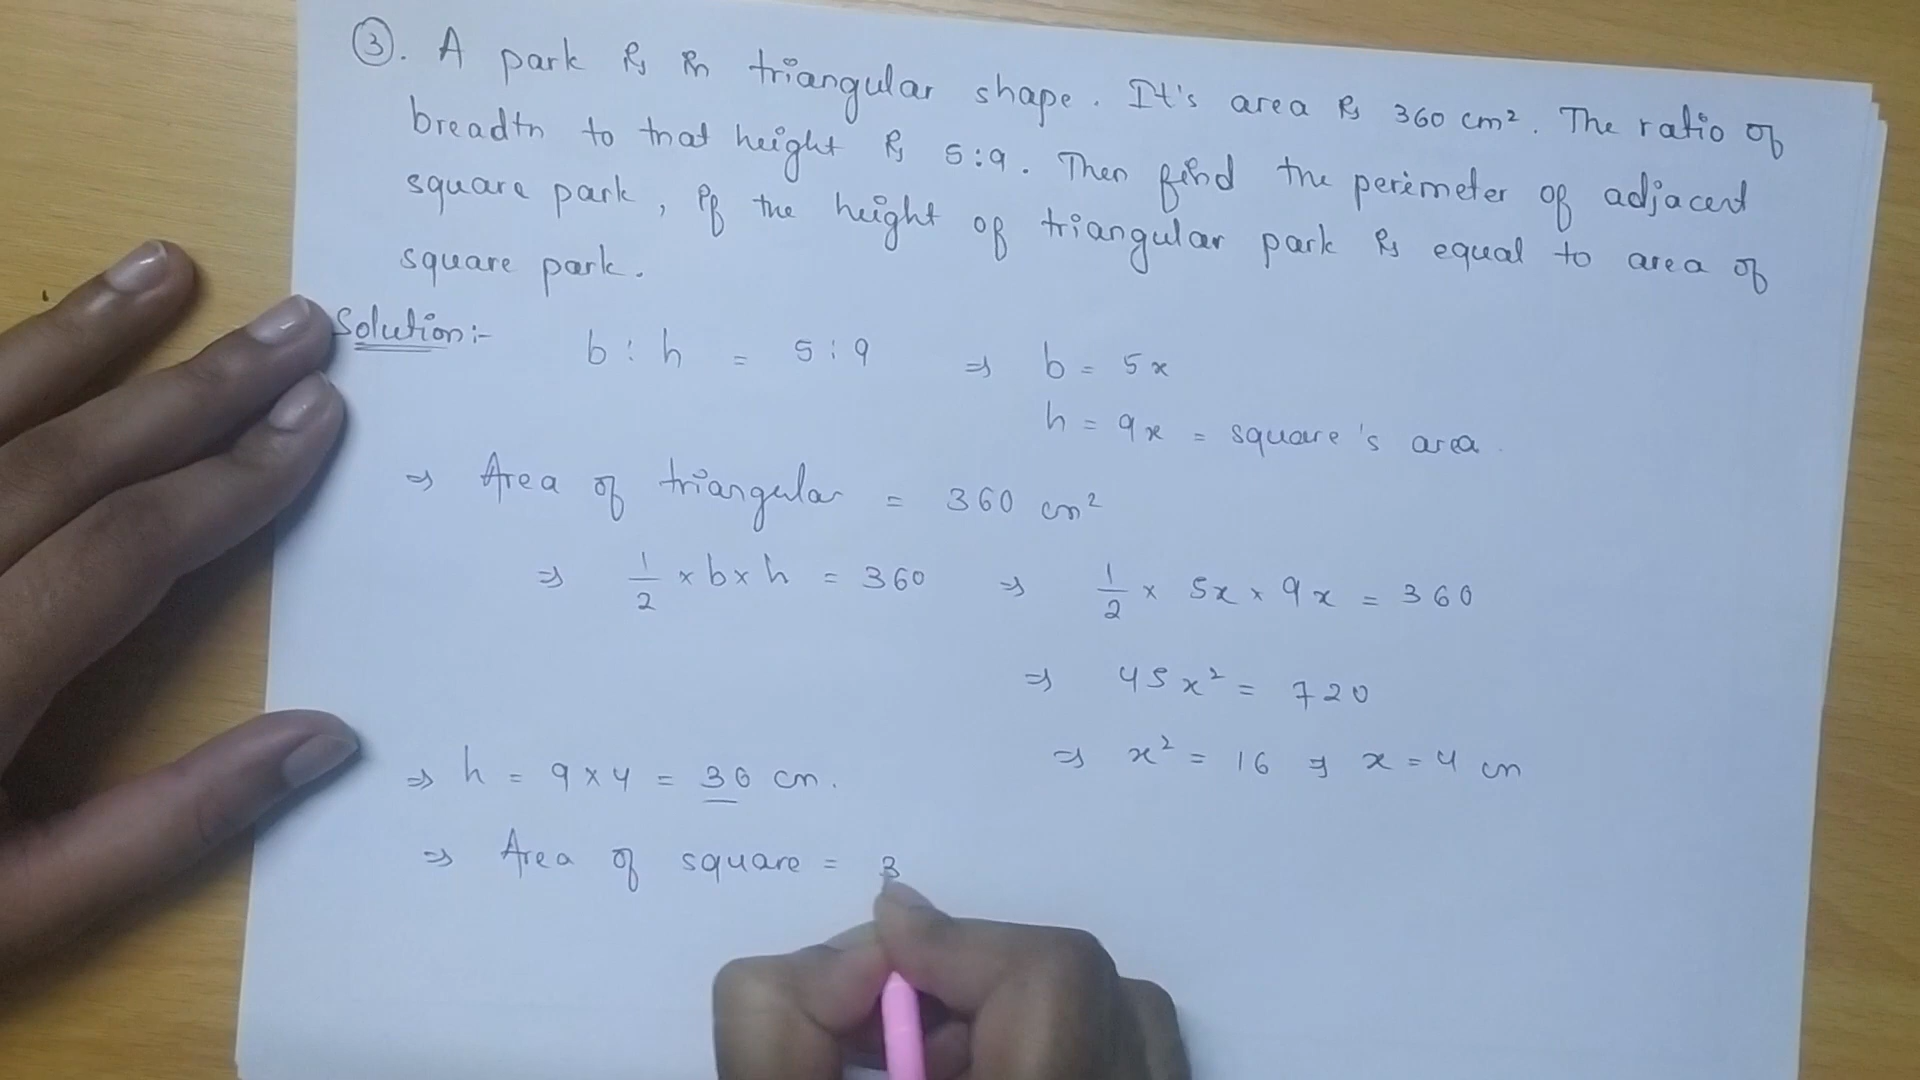 ③. A park is in triangular shape. It's area is 360 cm². The ratio of
breadth to that height is 5:9. Then find the perimeter of adjacent
square park, if the height of triangular park is equal to area of
square park.
Solution:-
b : h = 5 : 9 ⇒ b = 5x
h = 9x = square's area.
⇒ Area of triangular = 360 cm²
⇒ 1/2 × b × h = 360 ⇒ 1/2 × 5x × 9x = 360
⇒ 45x² = 720
⇒ x² = 16 ⇒ x = 4 cm
⇒ h = 9 × 4 = 36 cm.
⇒ Area of square = 3